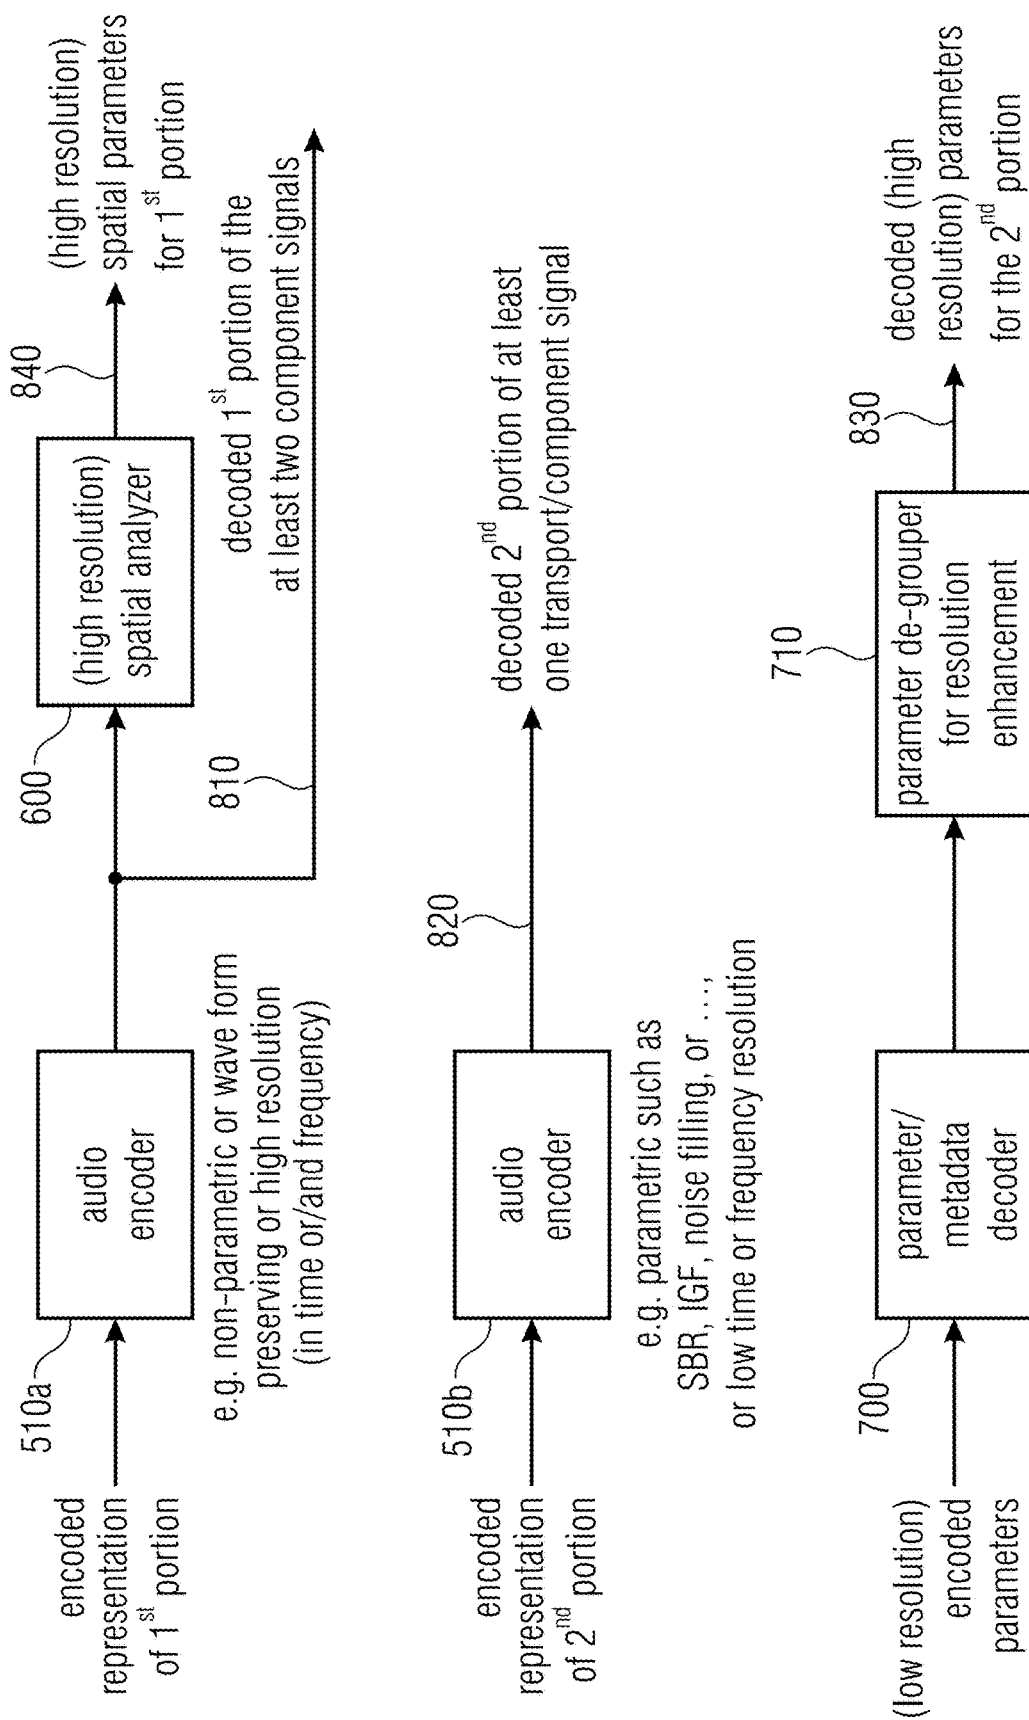 encoded
representation
of 1st portion
510a
audio
encoder
e.g. non-parametric or wave form
preserving or high resolution
(in time or/and frequency)
600
(high resolution)
spatial analyzer
840
(high resolution)
spatial parameters
for 1st portion
810
decoded 1st portion of the
at least two component signals
encoded
representation
of 2nd portion
510b
audio
encoder
e.g. parametric such as
SBR, IGF, noise filling, or ...,
or low time or frequency resolution
820
decoded 2nd portion of at least
one transport/component signal
(low resolution)
encoded
parameters
700
parameter/
metadata
decoder
710
parameter de-grouper
for resolution
enhancement
830
decoded (high
resolution) parameters
for the 2nd portion